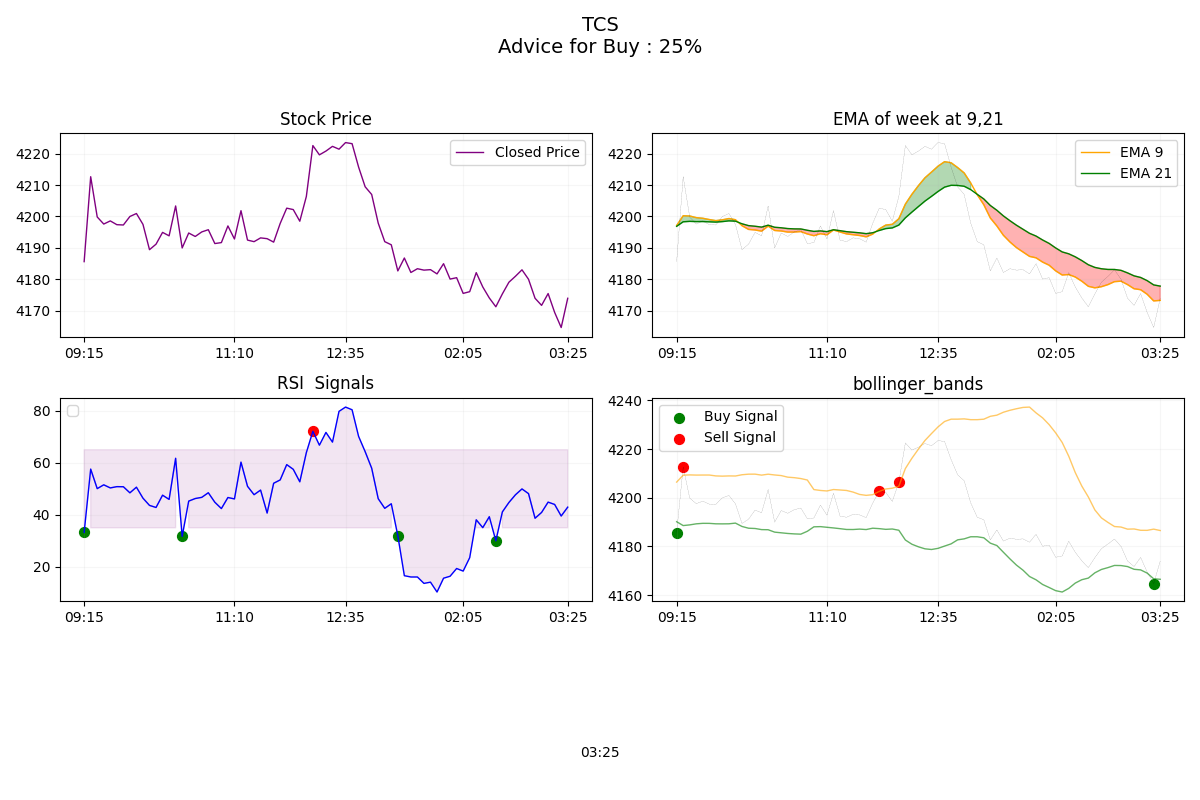 TCS
Advice for Buy : 25%
Stock Price
4220
4210
4200
4190
4180
4170
Closed Price
09:15 11:10 12:35 02:05 03:25
EMA of week at 9,21
4220
4210
4200
4190
4180
4170
EMA 9
EMA 21
09:15 11:10 12:35 02:05 03:25
RSI  Signals
80
60
40
20
09:15 11:10 12:35 02:05 03:25
bollinger_bands
4240
4220
4200
4180
4160
Buy Signal
Sell Signal
09:15 11:10 12:35 02:05 03:25
03:25